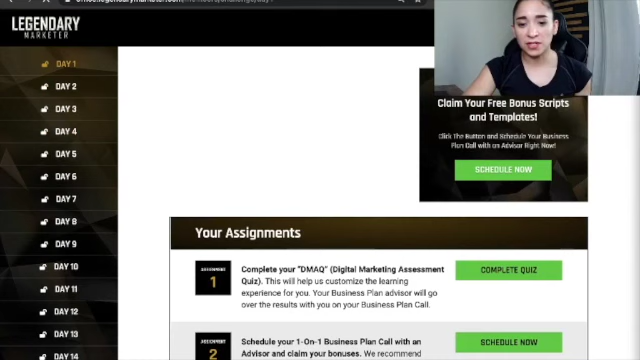 LEGENDARY
MARKETER
DAY 1
DAY 2
DAY 3
DAY 4
DAY 5
DAY 6
DAY 7
DAY 8
DAY 9
DAY 10
DAY 11
DAY 12
DAY 13
DAY 14
Claim Your Free Bonus Scripts
and Templates!
Click The Button and Schedule Your Business
Plan Call with an Advisor Right Now!
SCHEDULE NOW
Your Assignments
ASSIGNMENT
1
Complete your "DMAQ" (Digital Marketing Assessment
Quiz). This will help us customize the learning
experience for you. Your Business Plan advisor will go
over the results with you on your Business Plan Call.
COMPLETE QUIZ
ASSIGNMENT
2
Schedule your 1-On-1 Business Plan Call with an
Advisor and claim your bonuses. We recommend
SCHEDULE NOW